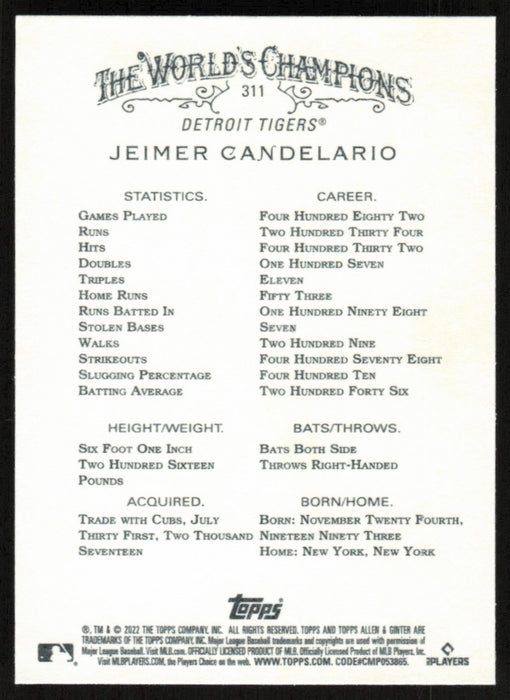 THE WORLD'S CHAMPIONS
311
DETROIT TIGERS®
JEIMER CANDELARIO
STATISTICS. CAREER.
GAMES PLAYED FOUR HUNDRED EIGHTY TWO
RUNS TWO HUNDRED THIRTY FOUR
HITS FOUR HUNDRED THIRTY TWO
DOUBLES ONE HUNDRED SEVEN
TRIPLES ELEVEN
HOME RUNS FIFTY THREE
RUNS BATTED IN ONE HUNDRED NINETY EIGHT
STOLEN BASES SEVEN
WALKS TWO HUNDRED NINE
STRIKEOUTS FOUR HUNDRED SEVENTY EIGHT
SLUGGING PERCENTAGE FOUR HUNDRED TEN
BATTING AVERAGE TWO HUNDRED FORTY SIX
HEIGHT/WEIGHT.
SIX FOOT ONE INCH
TWO HUNDRED SIXTEEN
POUNDS
BATS/THROWS.
BATS BOTH SIDE
THROWS RIGHT-HANDED
ACQUIRED.
TRADE WITH CUBS, JULY
THIRTY FIRST, TWO THOUSAND
SEVENTEEN
BORN/HOME.
BORN: NOVEMBER TWENTY FOURTH,
NINETEEN NINETY THREE
HOME: NEW YORK, NEW YORK
topps
®, TM & © 2022 THE TOPPS COMPANY, INC. ALL RIGHTS RESERVED. TOPPS AND TOPPS ALLEN & GINTER ARE
TRADEMARKS OF THE TOPPS COMPANY, INC. Major League Baseball trademarks and copyrights are used with permission of
Major League Baseball. Visit MLB.com. OFFICIALLY LICENSED PRODUCT OF MLB. Officially Licensed Product of MLB Players, Inc.
Visit MLBPLAYERS.COM, the Players Choice on the web. WWW.TOPPS.COM. CODE#CMP053865.
PLAYERS